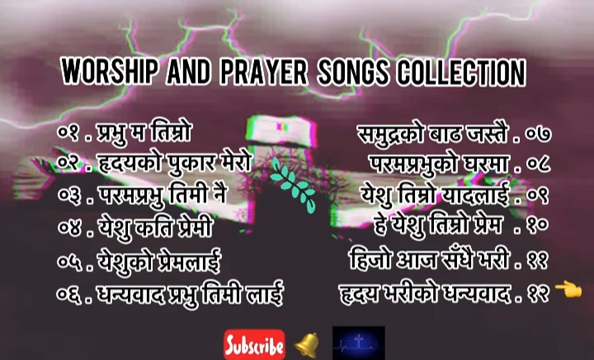 WORSHIP AND PRAYER SONGS COLLECTION
०१ . प्रभु म तिम्रो
०२ . हृदयको पुकार मेरो
०३ . परमप्रभु तिमी नै
०४ . येशु कति प्रेमी
०५ . येशुको प्रेमलाई
०६ . धन्यवाद प्रभु तिमी लाई
समुद्रको बाढ जस्तै . ०७
परमप्रभुको घरमा . ०८
येशु तिम्रो यादलाई . ०९
हे येशु तिम्रो प्रेम . १०
हिजो आज सँधै भरी . ११
हृदय भरीको धन्यवाद . १२
Subscribe